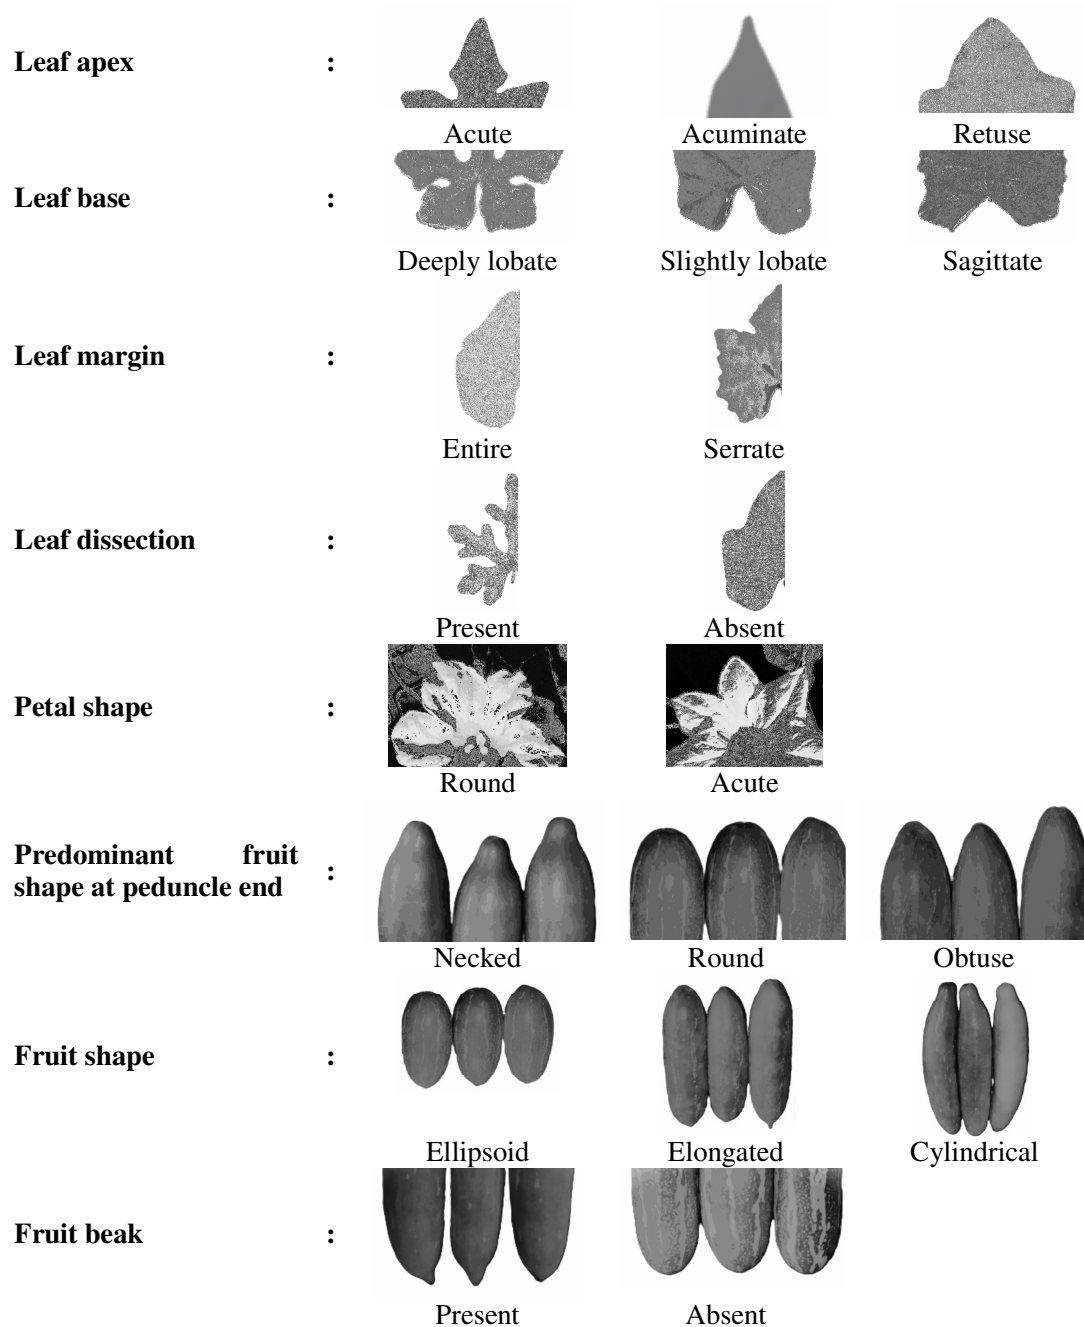 Leaf apex :
Acute Acuminate Retuse
Leaf base :
Deeply lobate Slightly lobate Sagittate
Leaf margin :
Entire Serrate
Leaf dissection :
Present Absent
Petal shape :
Round Acute
Predominant fruit
shape at peduncle end :
Necked Round Obtuse
Fruit shape :
Ellipsoid Elongated Cylindrical
Fruit beak :
Present Absent